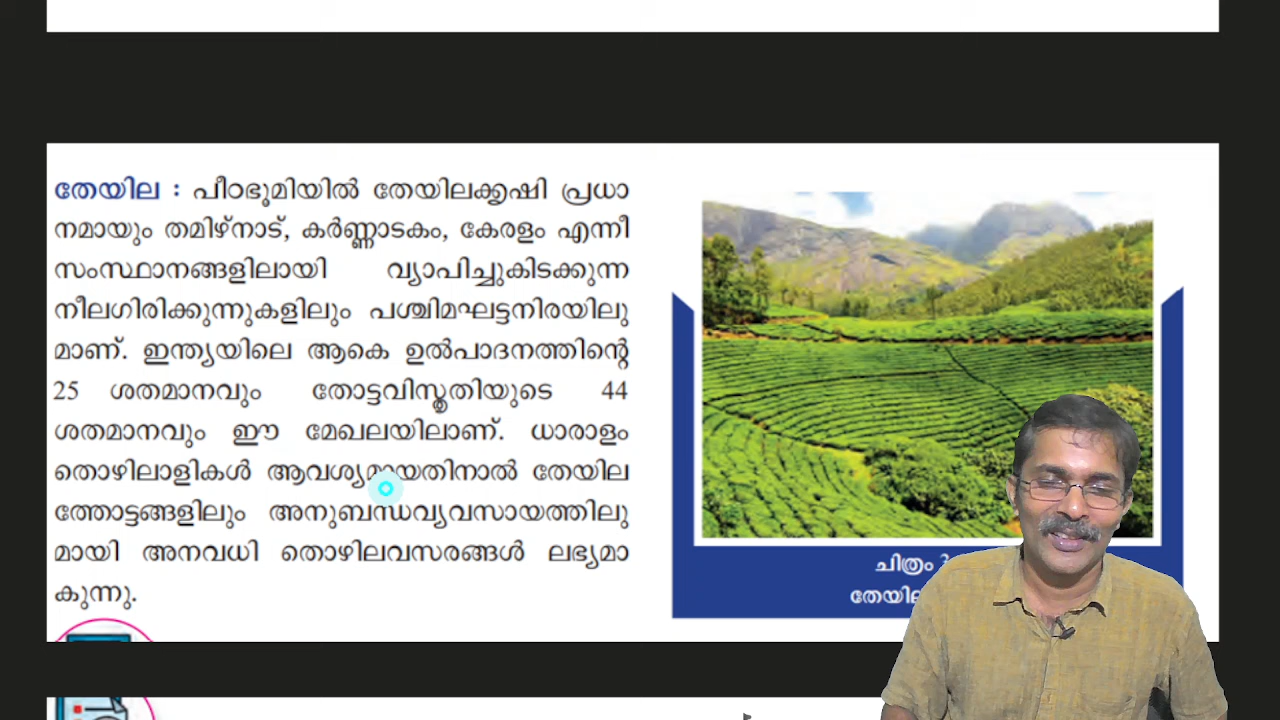 തേയില : പീഠഭൂമിയിൽ തേയിലക്കൃഷി പ്രധാ
നമായും തമിഴ്‌നാട്, കർണ്ണാടകം, കേരളം എന്നീ
സംസ്ഥാനങ്ങളിലായി വ്യാപിച്ചുകിടക്കുന്ന
നീലഗിരിക്കുന്നുകളിലും പശ്ചിമഘട്ടനിരയിലു
മാണ്. ഇന്ത്യയിലെ ആകെ ഉൽപാദനത്തിന്റെ
25 ശതമാനവും തോട്ടവിസ്തൃതിയുടെ 44
ശതമാനവും ഈ മേഖലയിലാണ്. ധാരാളം
തൊഴിലാളികൾ ആവശ്യമായതിനാൽ തേയില
ത്തോട്ടങ്ങളിലും അനുബന്ധവ്യവസായത്തിലു
മായി അനവധി തൊഴിലവസരങ്ങൾ ലഭ്യമാ
കുന്നു.
ചിത്രം